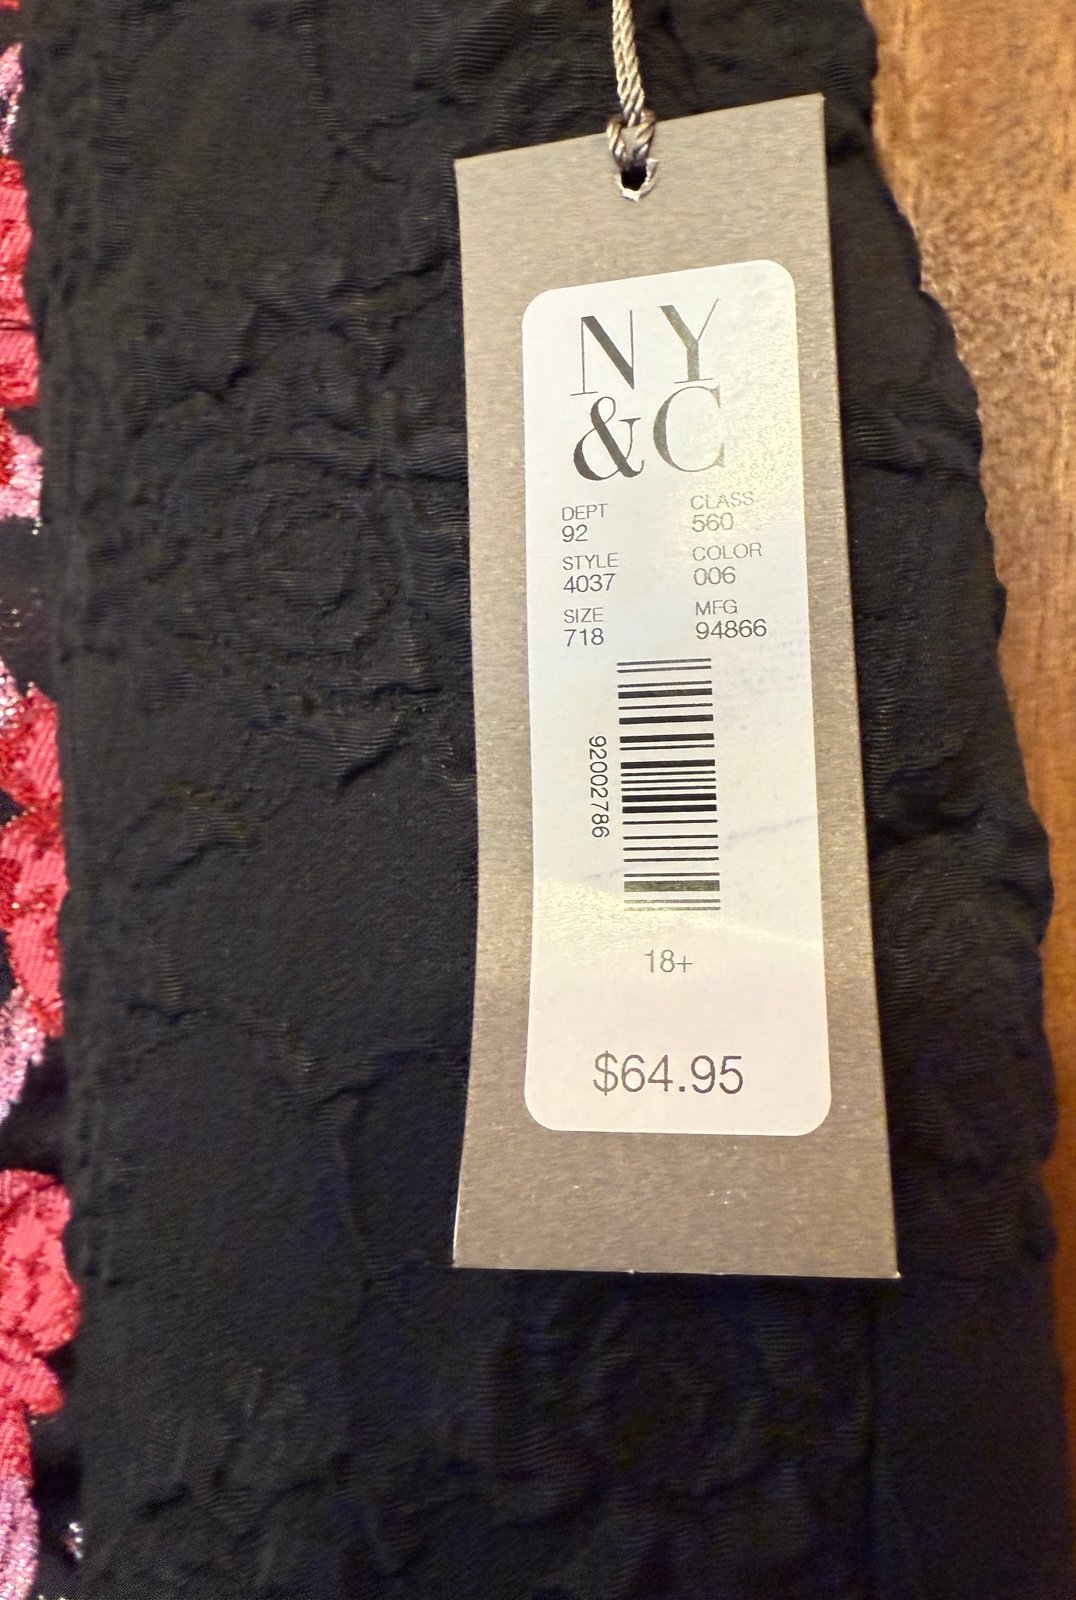 NY
&C
DEPT CLASS
92 560
STYLE COLOR
4037 006
SIZE MFG
718 94866
92002786
18+
$64.95